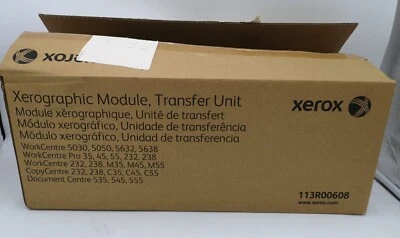 xerox
Xerographic Module, Transfer Unit
Module xérographique, Unité de transfert
Módulo xerográfico, Unidade de transferência
Módulo xerográfico, Unidad de transferencia
WorkCentre 5030, 5050, 5632, 5638
WorkCentre Pro 35, 45, 55, 232, 238
WorkCentre 232, 238, M35, M45, M55
CopyCentre 232, 238, C35, C45, C55
Document Centre 535, 545, 555
xerox
113R00608
www.xerox.com